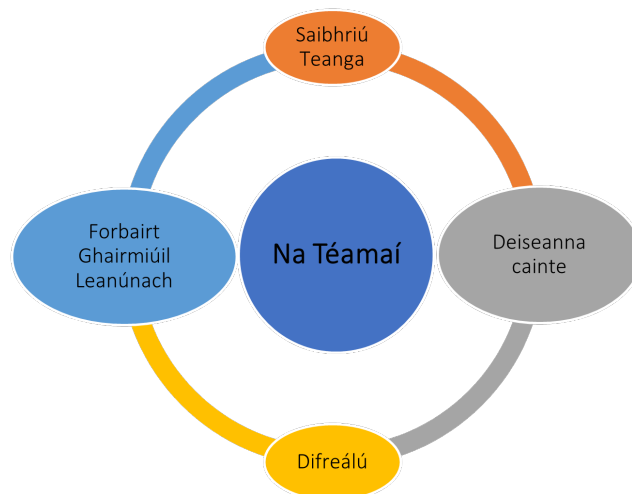 Saibhriú
Teanga
Forbairt
Ghairmiúil
Leanúnach
Na Téamaí
Deiseanna
cainte
Difreálú